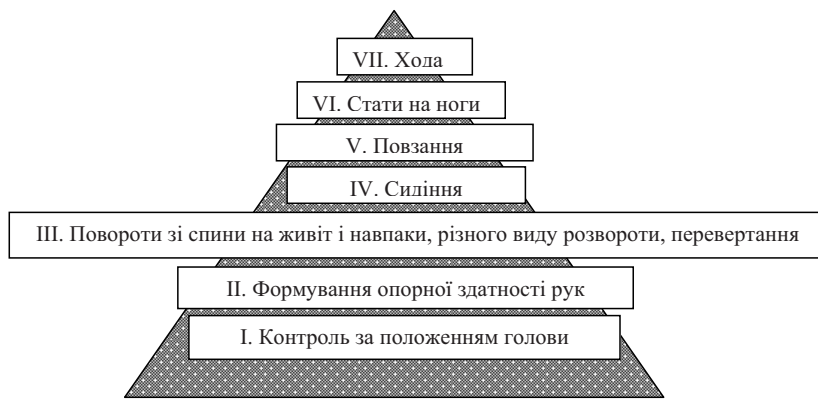 VII. Хода
VI. Стати на ноги
V. Повзання
IV. Сидіння
III. Повороти зі спини на живіт і навпаки, різного виду розвороти, перевертання
II. Формування опорної здатності рук
I. Контроль за положенням голови